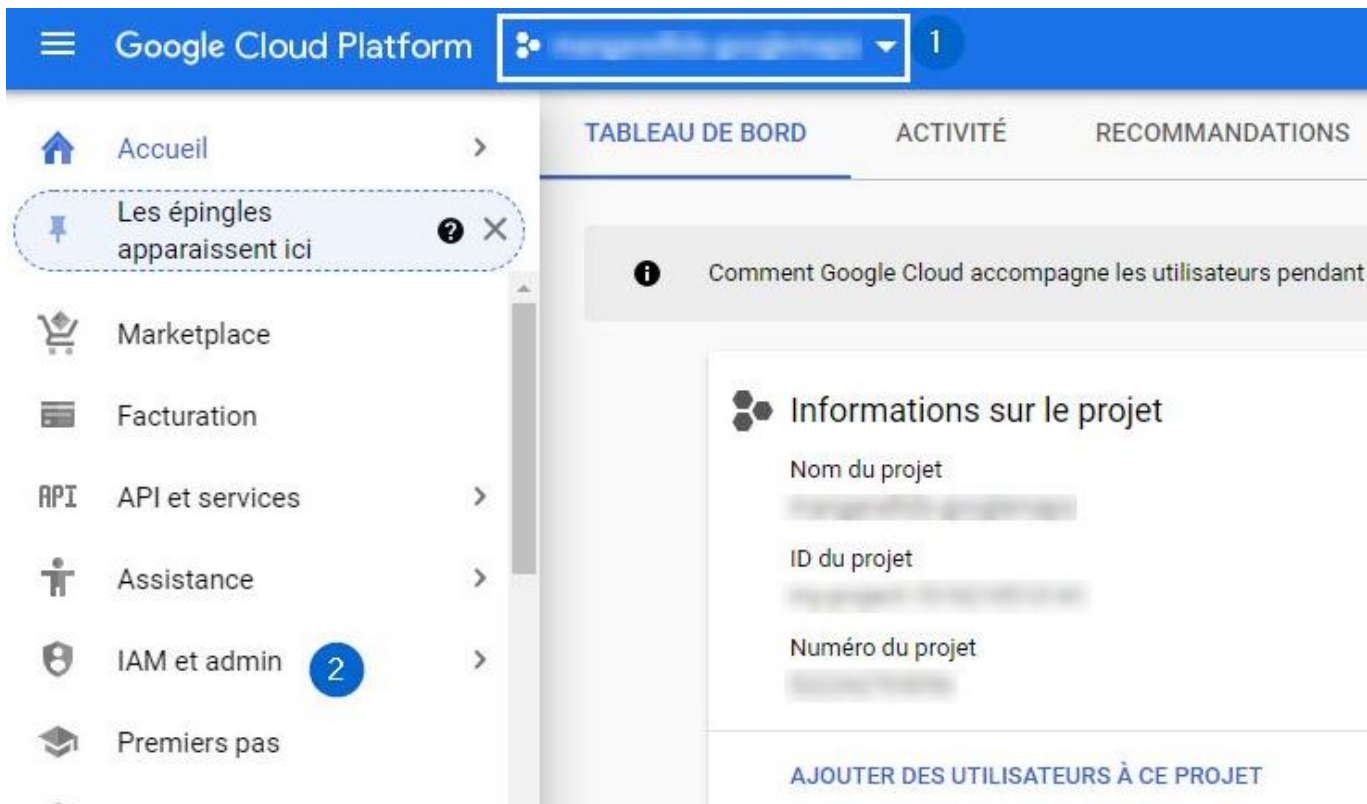 Google Cloud Platform
1
Accueil
Les épingles
apparaissent ici
Marketplace
Facturation
API API et services
Assistance
IAM et admin 2
Premiers pas
TABLEAU DE BORD ACTIVITÉ RECOMMANDATIONS
Comment Google Cloud accompagne les utilisateurs pendant
Informations sur le projet
Nom du projet
ID du projet
Numéro du projet
AJOUTER DES UTILISATEURS À CE PROJET